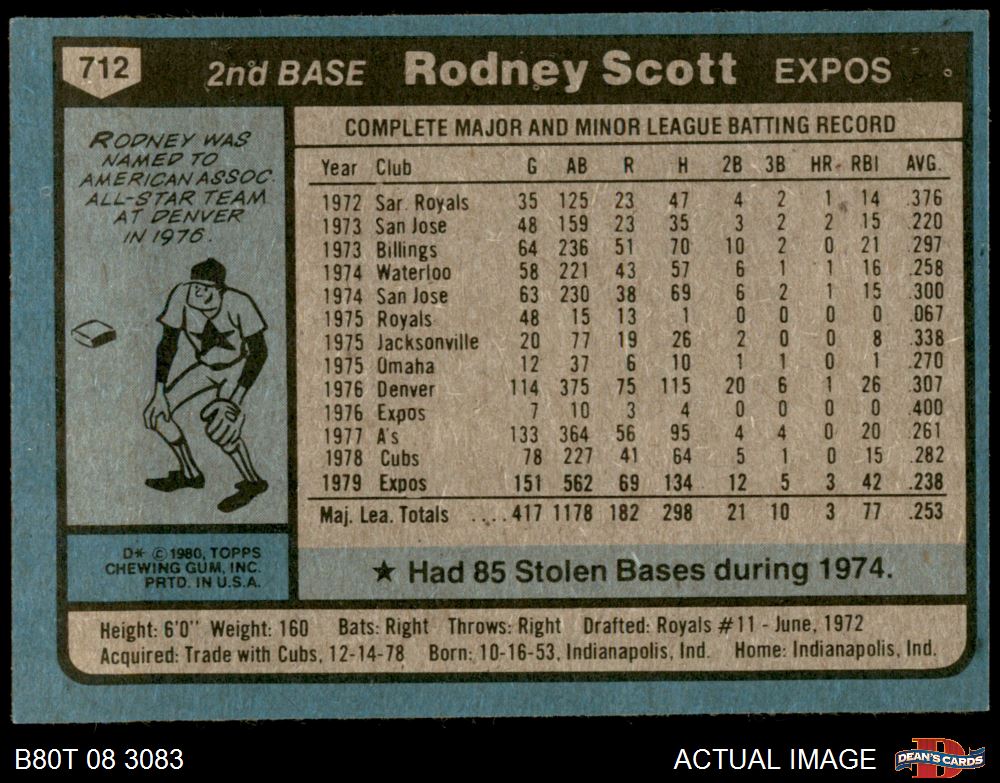 712
2nd BASE Rodney Scott EXPOS
RODNEY WAS
NAMED TO
AMERICAN ASSOC.
ALL-STAR TEAM
AT DENVER
IN 1976.
D* © 1980, TOPPS
CHEWING GUM, INC.
PRTD. IN U.S.A.
COMPLETE MAJOR AND MINOR LEAGUE BATTING RECORD
Year Club G AB R H 2B 3B HR RBI AVG.
1972 Sar. Royals 35 125 23 47 4 2 1 14 .376
1973 San Jose 48 159 23 35 3 2 2 15 .220
1973 Billings 64 236 51 70 10 2 0 21 .297
1974 Waterloo 58 221 43 57 6 1 1 16 .258
1974 San Jose 63 230 38 69 6 2 1 15 .300
1975 Royals 48 15 13 1 0 0 0 0 .067
1975 Jacksonville 20 77 19 26 2 0 0 8 .338
1975 Omaha 12 37 6 10 1 1 0 1 .270
1976 Denver 114 375 75 115 20 6 1 26 .307
1976 Expos 7 10 3 4 0 0 0 0 .400
1977 A's 133 364 56 95 4 4 0 20 .261
1978 Cubs 78 227 41 64 5 1 0 15 .282
1979 Expos 151 562 69 134 12 5 3 42 .238
Maj. Lea. Totals .... 417 1178 182 298 21 10 3 77 .253
★ Had 85 Stolen Bases during 1974.
Height: 6'0" Weight: 160 Bats: Right Throws: Right Drafted: Royals #11 - June, 1972
Acquired: Trade with Cubs, 12-14-78 Born: 10-16-53, Indianapolis, Ind. Home: Indianapolis, Ind.
B80T 08 3083 ACTUAL IMAGE D DEAN'S CARDS